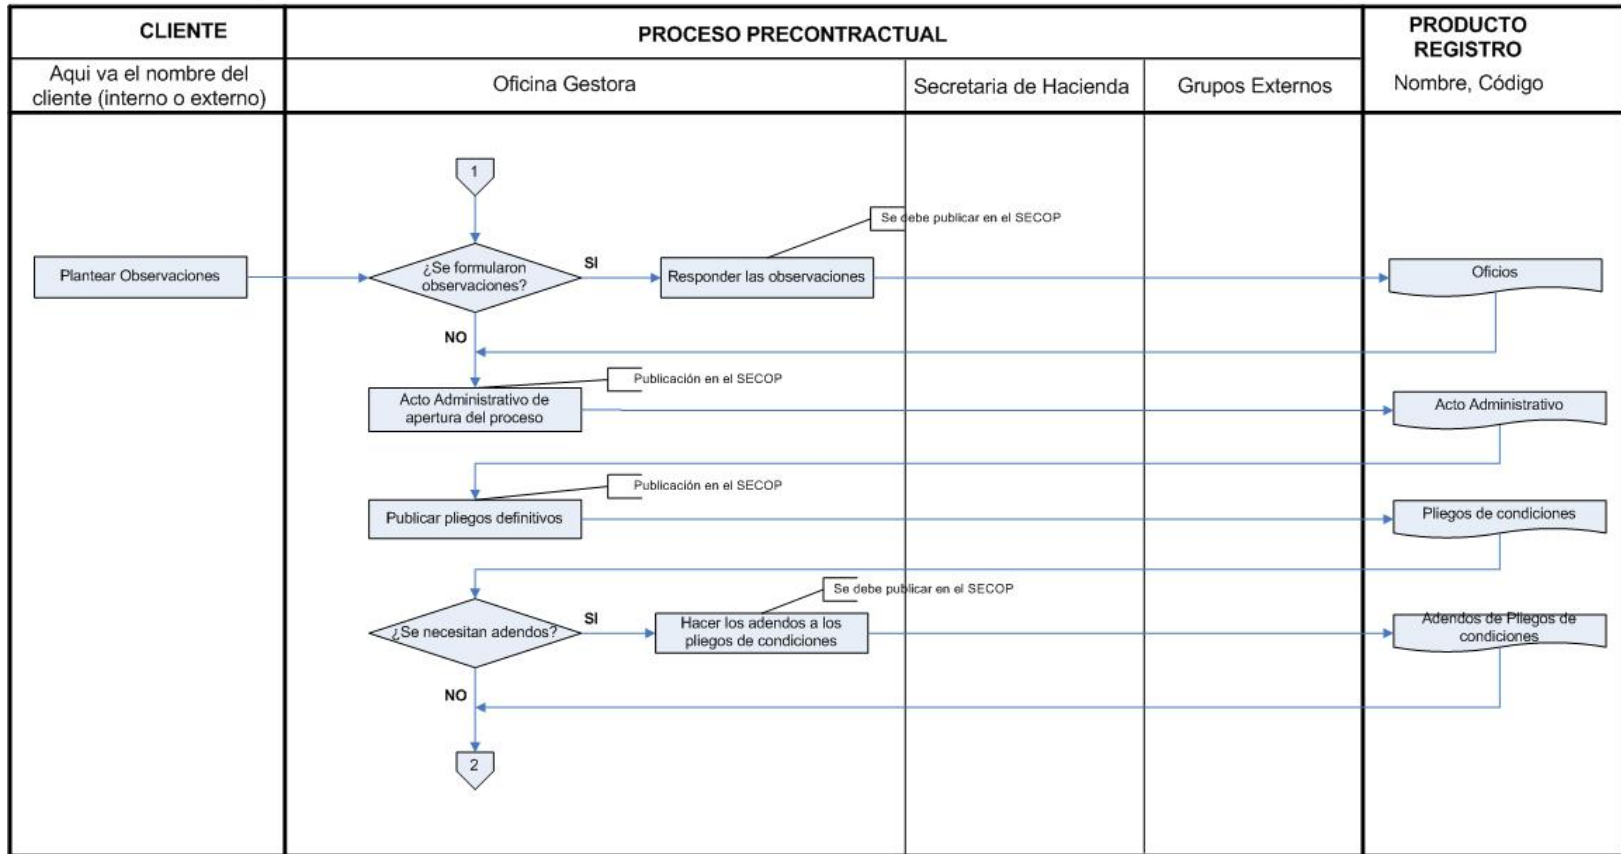 CLIENTE
PROCESO PRECONTRACTUAL
PRODUCTO
REGISTRO
Aqui va el nombre del
cliente (interno o externo)
Oficina Gestora
Secretaria de Hacienda
Grupos Externos
Nombre, Código
1
Se debe publicar en el SECOP
Plantear Observaciones
¿Se formularon
observaciones?
SI
Responder las observaciones
Oficios
NO
Publicación en el SECOP
Acto Administrativo de
apertura del proceso
Acto Administrativo
Publicación en el SECOP
Publicar pliegos definitivos
Pliegos de condiciones
Se debe publicar en el SECOP
¿Se necesitan adendos?
SI
Hacer los adendos a los
pliegos de condiciones
Adendos de Pliegos de
condiciones
NO
2